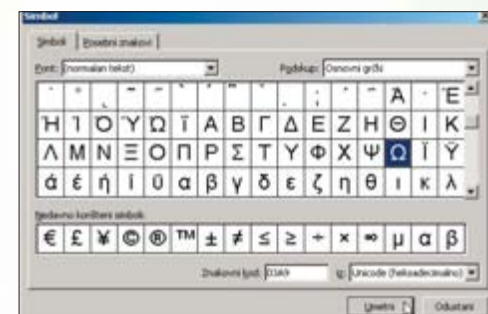 Simbol
Simboli Posebni znakovi
Font: (normalan tekst) Podskup: Osnovni grčki
Ά · Έ
Ή Ί Ό Ύ Ώ ΐ Α Β Γ Δ Ε Ζ Η Θ Ι Κ
Λ Μ Ν Ξ Ο Π Ρ Σ Τ Υ Φ Χ Ψ Ω Ϊ Ϋ
ά έ ή ί ΰ α β γ δ ε ζ η θ ι κ λ
Nedavno korišteni simboli:
€ £ ¥ © ® ™ ± ≠ ≤ ≥ ÷ × ∞ µ α β
Znakovni kod: 03A9 iz: Unicode (heksadecimalno)
Umetni Odustani